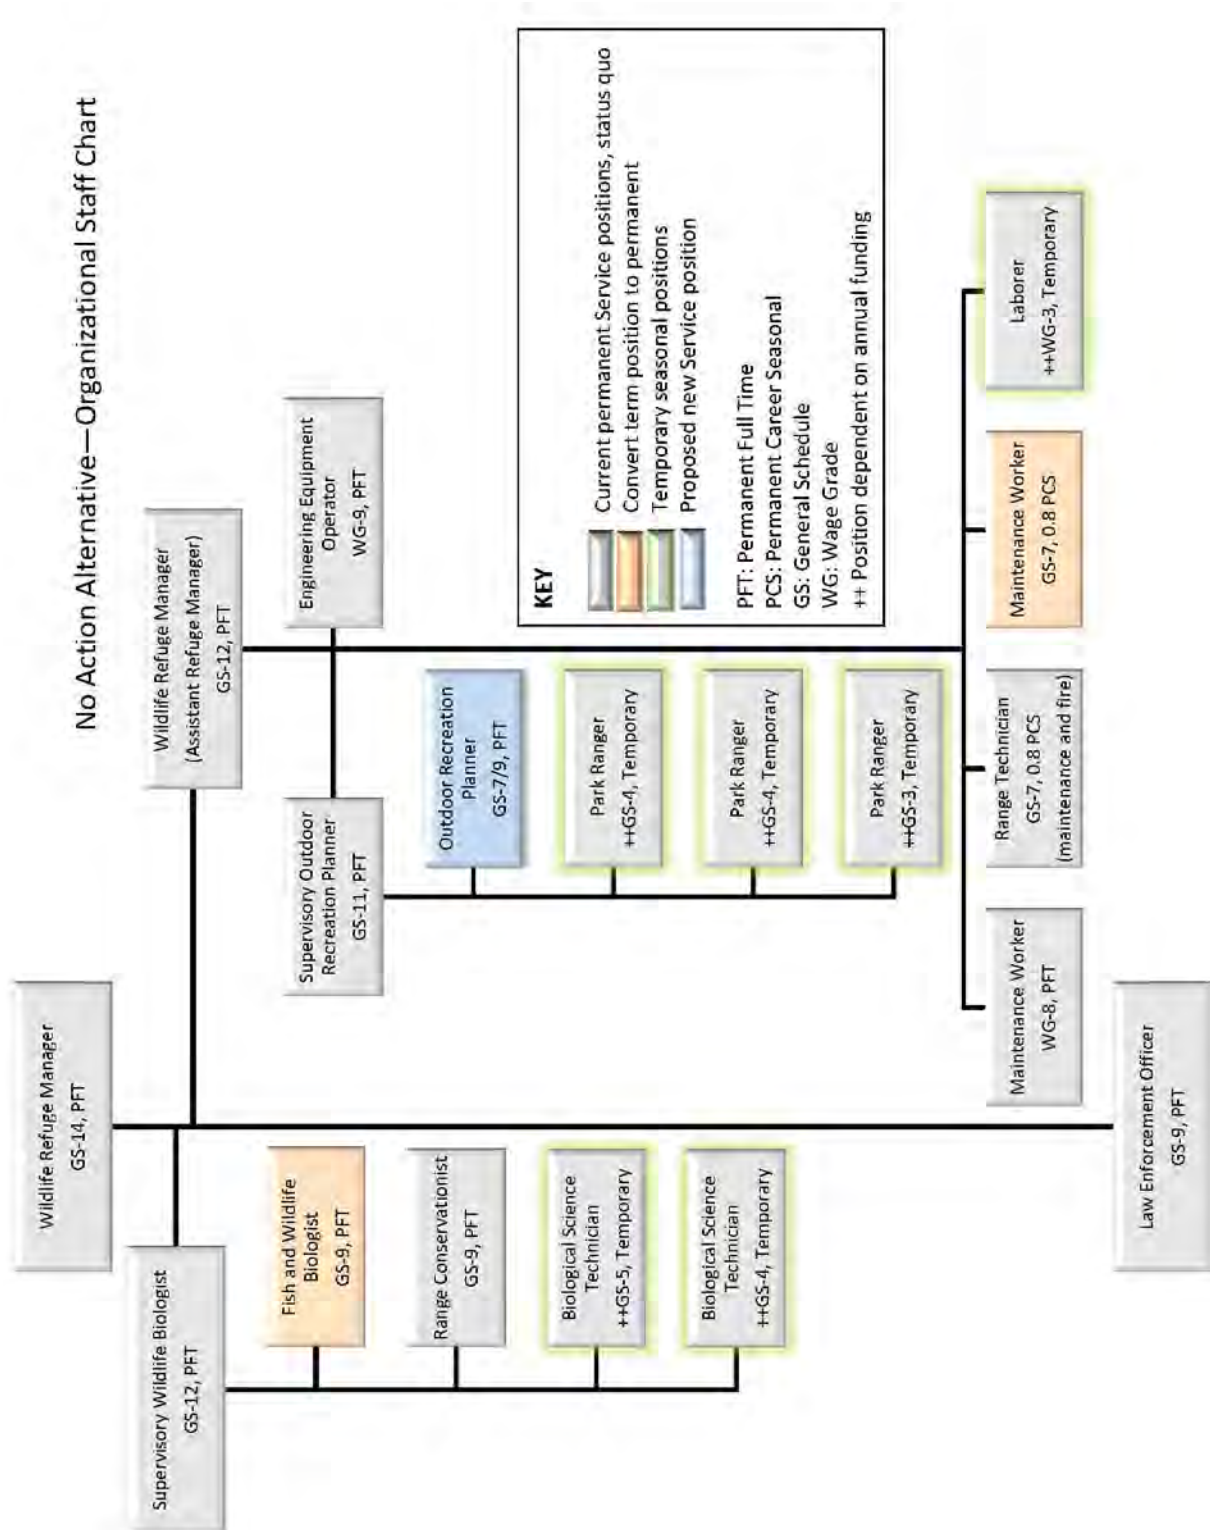 No Action Alternative—Organizational Staff Chart
Wildlife Refuge Manager
GS-14, PFT
Supervisory Wildlife Biologist
GS-12, PFT
Fish and Wildlife
Biologist
GS-9, PFT
Range Conservationist
GS-9, PFT
Biological Science
Technician
++GS-5, Temporary
Biological Science
Technician
++GS-4, Temporary
Wildlife Refuge Manager
(Assistant Refuge Manager)
GS-12, PFT
Supervisory Outdoor
Recreation Planner
GS-11, PFT
Engineering Equipment
Operator
WG-9, PFT
Outdoor Recreation
Planner
GS-7/9, PFT
Park Ranger
++GS-4, Temporary
Park Ranger
++GS-4, Temporary
Park Ranger
++GS-3, Temporary
Maintenance Worker
WG-8, PFT
Range Technician
GS-7, 0.8 PCS
(maintenance and fire)
Maintenance Worker
GS-7, 0.8 PCS
Laborer
++WG-3, Temporary
Law Enforcement Officer
GS-9, PFT
KEY
Current permanent Service positions, status quo
Convert term position to permanent
Temporary seasonal positions
Proposed new Service position
PFT: Permanent Full Time
PCS: Permanent Career Seasonal
GS: General Schedule
WG: Wage Grade
++ Position dependent on annual funding